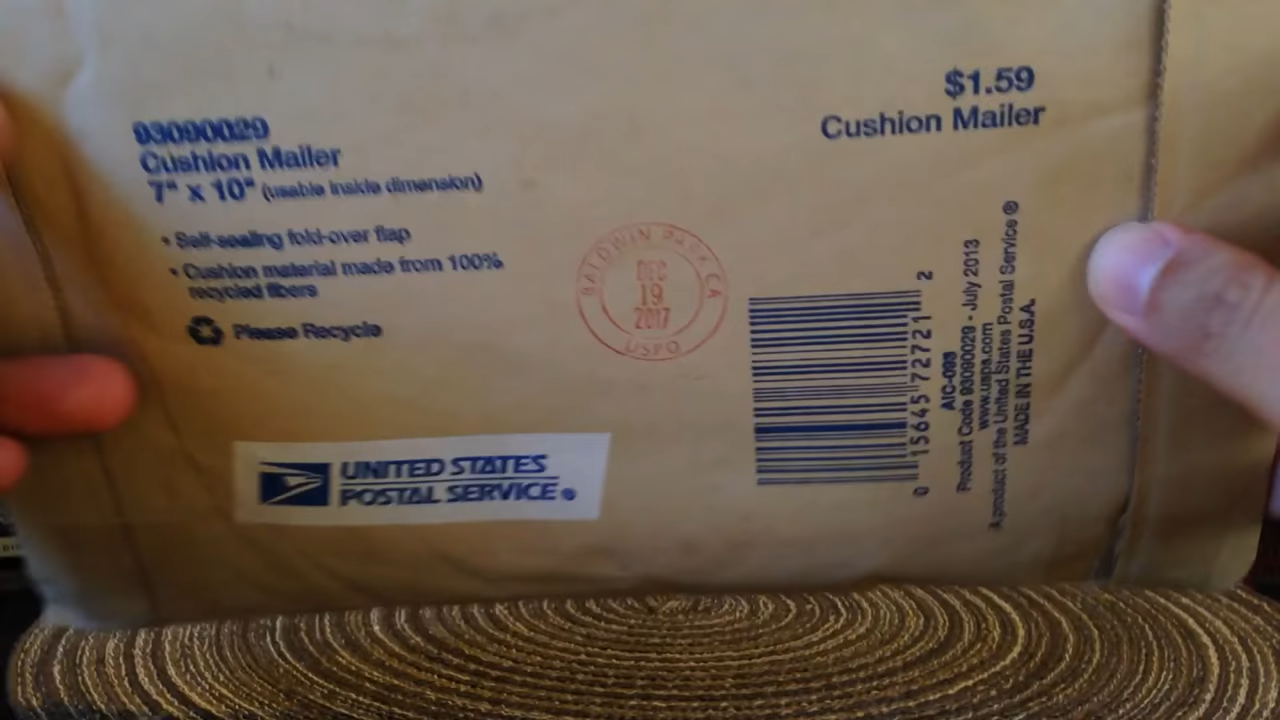 93090029
Cushion Mailer
7" x 10" (usable inside dimension)
• Self-sealing fold-over flap
• Cushion material made from 100%
recycled fibers
Please Recycle
UNITED STATES
POSTAL SERVICE®
BALDWIN PARK CA
DEC
19
2017
USPO
$1.59
Cushion Mailer
0 15645 72721 2
AIC-093
Product Code 93090029 - July 2013
www.usps.com
A product of the United States Postal Service ®
MADE IN THE U.S.A.